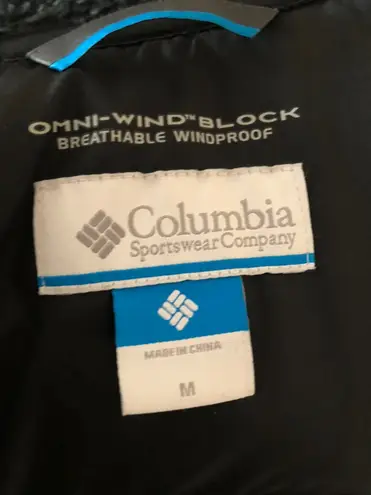 OMNI-WIND™ BLOCK
BREATHABLE WINDPROOF
Columbia
Sportswear Company
MADE IN CHINA
M